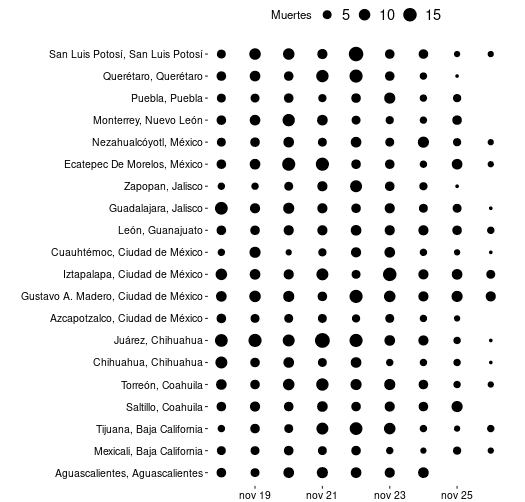 Muertes 5 10 15
San Luis Potosí, San Luis Potosí
Querétaro, Querétaro
Puebla, Puebla
Monterrey, Nuevo León
Nezahualcóyotl, México
Ecatepec De Morelos, México
Zapopan, Jalisco
Guadalajara, Jalisco
León, Guanajuato
Cuauhtémoc, Ciudad de México
Iztapalapa, Ciudad de México
Gustavo A. Madero, Ciudad de México
Azcapotzalco, Ciudad de México
Juárez, Chihuahua
Chihuahua, Chihuahua
Torreón, Coahuila
Saltillo, Coahuila
Tijuana, Baja California
Mexicali, Baja California
Aguascalientes, Aguascalientes
nov 19 nov 21 nov 23 nov 25